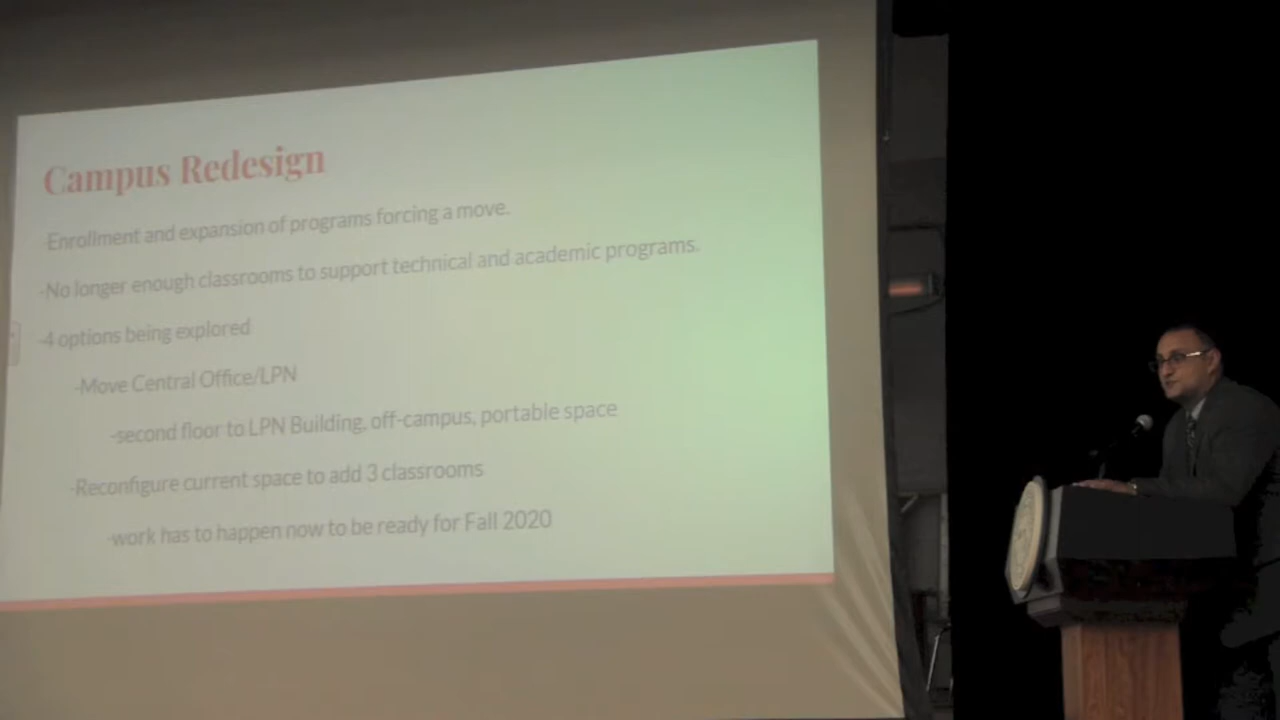 Campus Redesign
-Enrollment and expansion of programs forcing a move.
-No longer enough classrooms to support technical and academic programs.
-4 options being explored
-Move Central Office/LPN
-second floor to LPN Building, off-campus, portable space
-Reconfigure current space to add 3 classrooms
-work has to happen now to be ready for Fall 2020